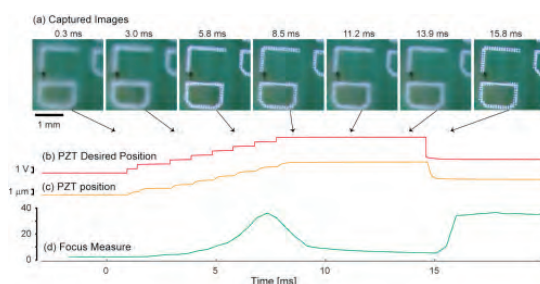 (a) Captured Images
0.3 ms 3.0 ms 5.8 ms 8.5 ms 11.2 ms 13.9 ms 15.8 ms
1 mm
(b) PZT Desired Position
1 V
(c) PZT position
1 μm
40
20
(d) Focus Measure
0
0 5 10 15
Time [ms]